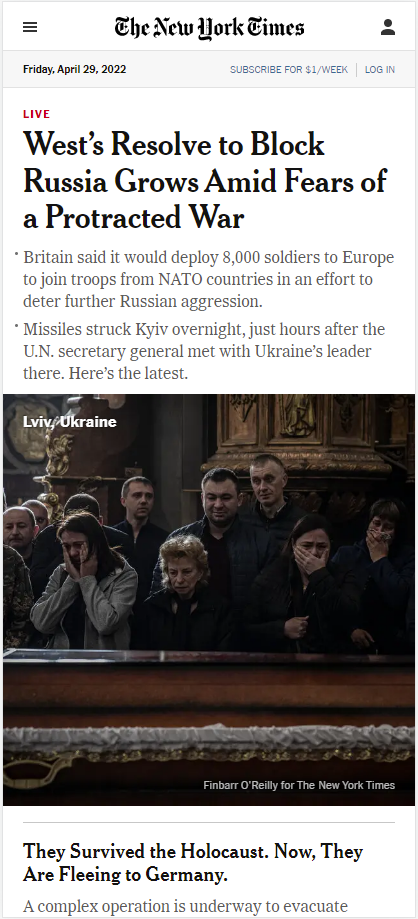 The New York Times
Friday, April 29, 2022
SUBSCRIBE FOR $1/WEEK
LOG IN
LIVE
West’s Resolve to Block
Russia Grows Amid Fears of
a Protracted War
Britain said it would deploy 8,000 soldiers to Europe
to join troops from NATO countries in an effort to
deter further Russian aggression.
Missiles struck Kyiv overnight, just hours after the
U.N. secretary general met with Ukraine’s leader
there. Here’s the latest.
Lviv, Ukraine
Finbarr O’Reilly for The New York Times
They Survived the Holocaust. Now, They
Are Fleeing to Germany.
A complex operation is underway to evacuate